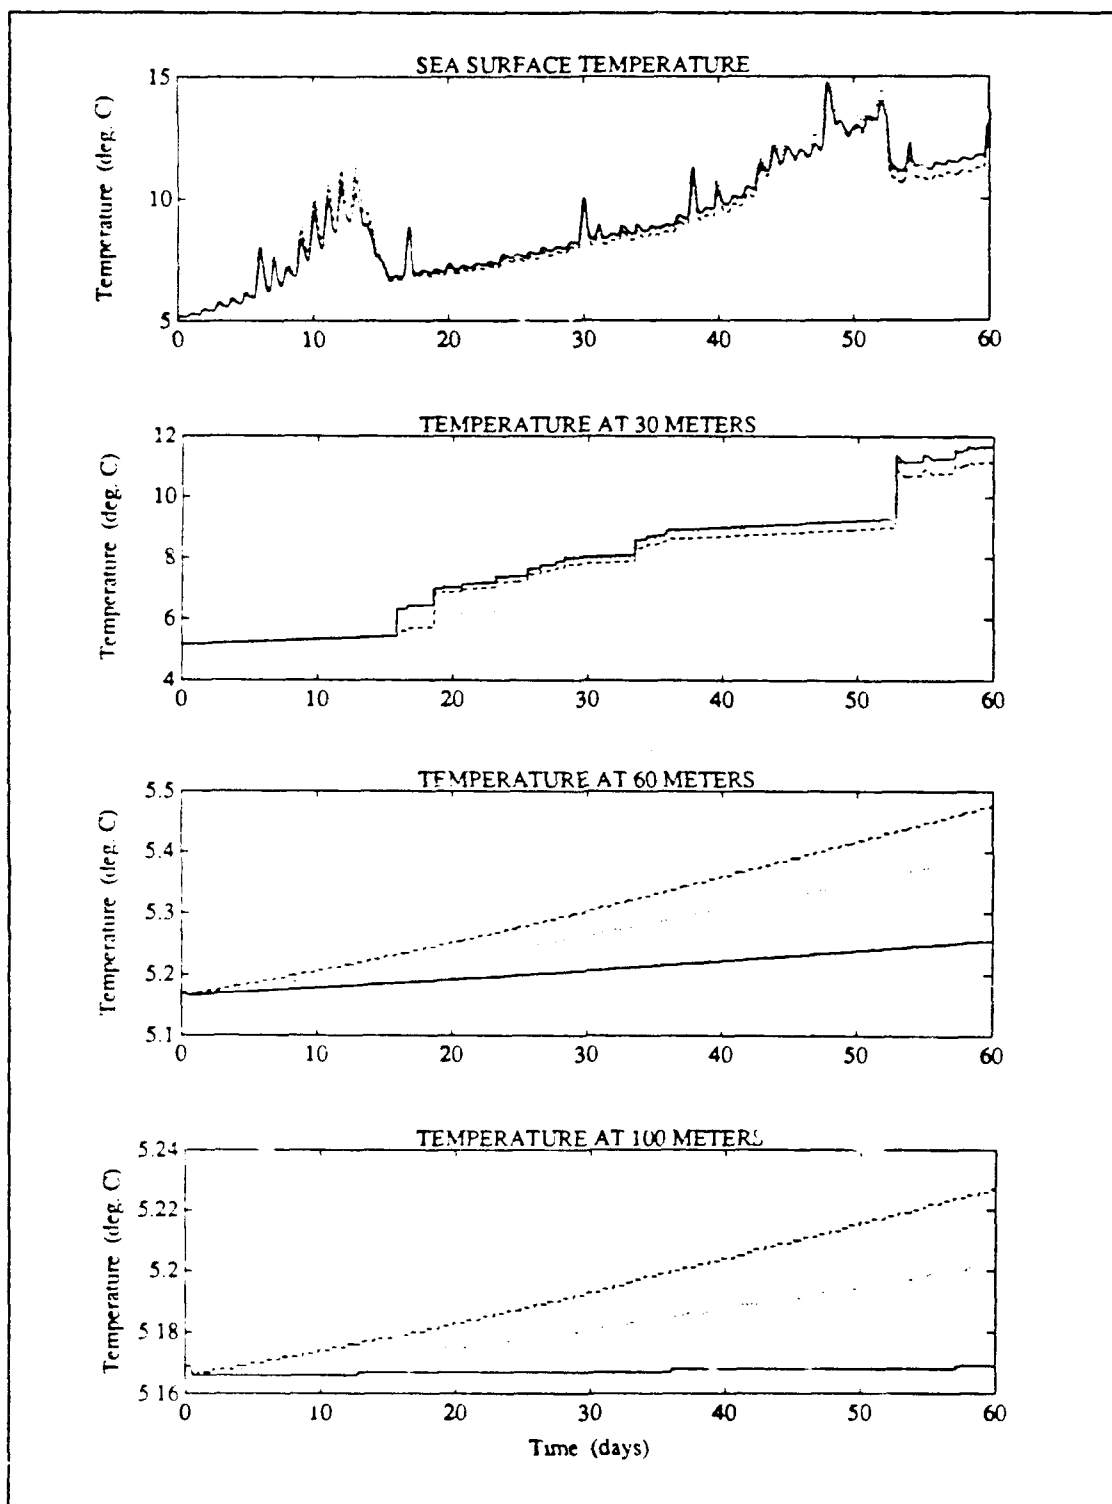 SEA SURFACE TEMPERATURE
15
10
5
Temperature (deg. C)
0 10 20 30 40 50 60
TEMPERATURE AT 30 METERS
12
10
8
6
4
Temperature (deg. C)
0 10 20 30 40 50 60
TEMPERATURE AT 60 METERS
5.5
5.4
5.3
5.2
5.1
Temperature (deg. C)
0 10 20 30 40 50 60
TEMPERATURE AT 100 METERS
5.24
5.22
5.2
5.18
5.16
Temperature (deg. C)
0 10 20 30 40 50 60
Time (days)